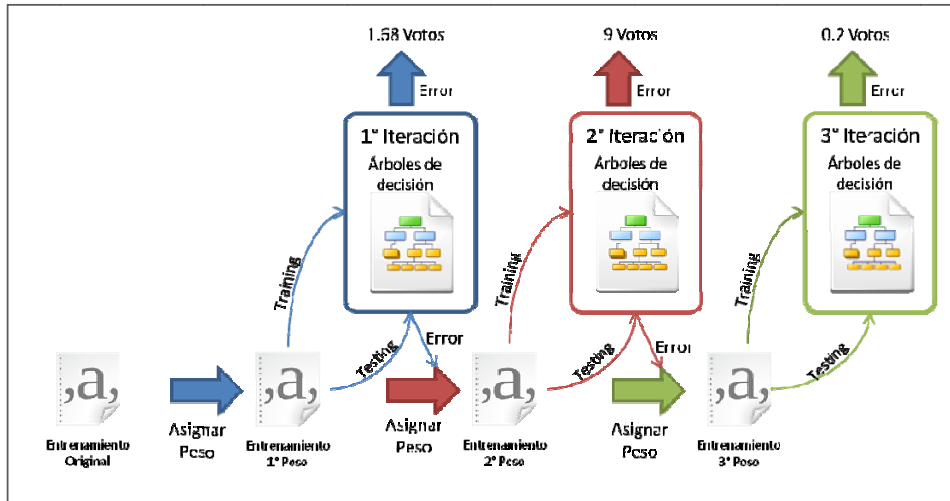 1.68 Votos
9 Votos
0.2 Votos
Error
Error
Error
1° Iteración
Árboles de
decisión
2° Iteración
Árboles de
decisión
3° Iteración
Árboles de
decisión
Training
Training
Training
Testing
Error
Testing
Error
Testing
,a,
,a,
,a,
,a,
Asignar
Peso
Asignar
Peso
Asignar
Peso
Entrenamiento
Original
Entrenamiento
1° Peso
Entrenamiento
2° Peso
Entrenamiento
3° Peso